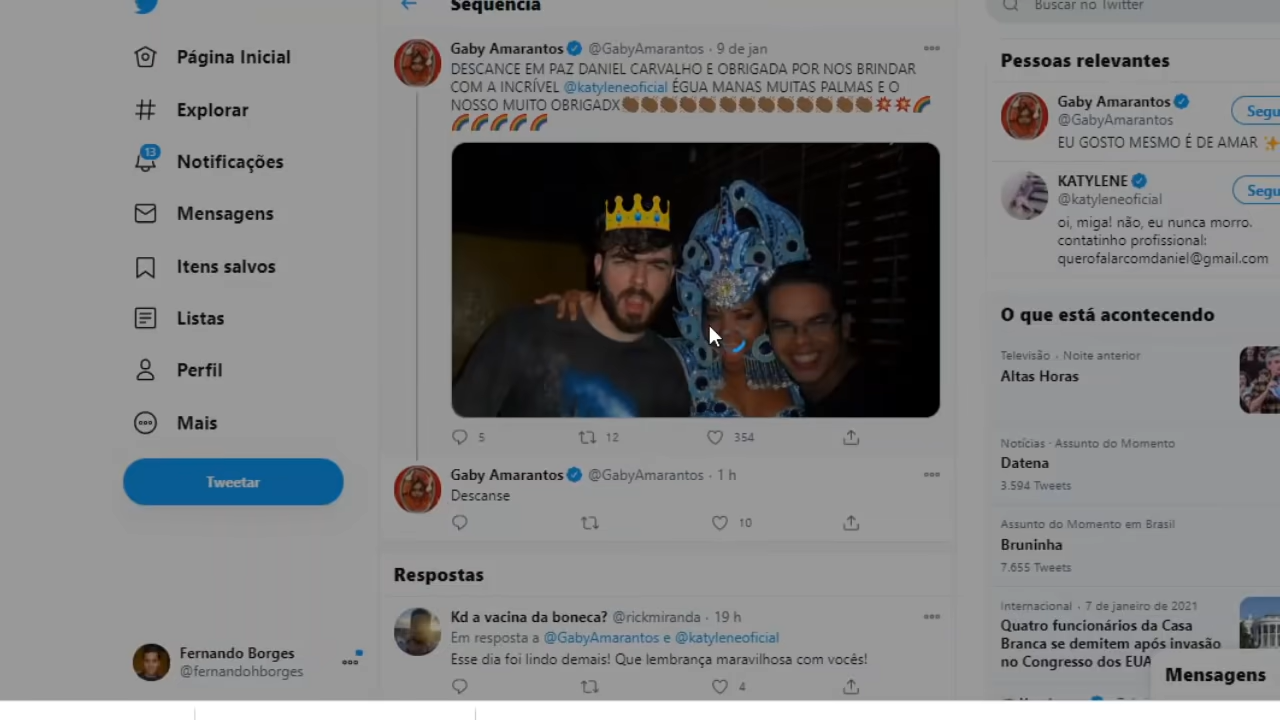 Sequência
Buscar no Twitter
Página Inicial
Explorar
13
Notificações
Mensagens
Itens salvos
Listas
Perfil
Mais
Tweetar
Fernando Borges
@fernandohborges
Gaby Amarantos @GabyAmarantos · 9 de jan
DESCANCE EM PAZ DANIEL CARVALHO E OBRIGADA POR NOS BRINDAR
COM A INCRÍVEL @katyleneoficial ÉGUA MANAS MUITAS PALMAS E O
NOSSO MUITO OBRIGADX
5 12 354
Gaby Amarantos @GabyAmarantos · 1 h
Descanse
10
Respostas
Kd a vacina da boneca? @rickmiranda · 19 h
Em resposta a @GabyAmarantos e @katyleneoficial
Esse dia foi lindo demais! Que lembrança maravilhosa com vocês!
4
Pessoas relevantes
Gaby Amarantos
@GabyAmarantos
Segu
EU GOSTO MESMO É DE AMAR
KATYLENE
@katyleneoficial
Segu
oi, miga! não, eu nunca morro.
contatinho profissional:
querofalarcomdaniel@gmail.com
O que está acontecendo
Televisão · Noite anterior
Altas Horas
Notícias · Assunto do Momento
Datena
3.594 Tweets
Assunto do Momento em Brasil
Bruninha
7.655 Tweets
Internacional · 7 de janeiro de 2021
Quatro funcionários da Casa
Branca se demitem após invasão
no Congresso dos EUA
Mensagens